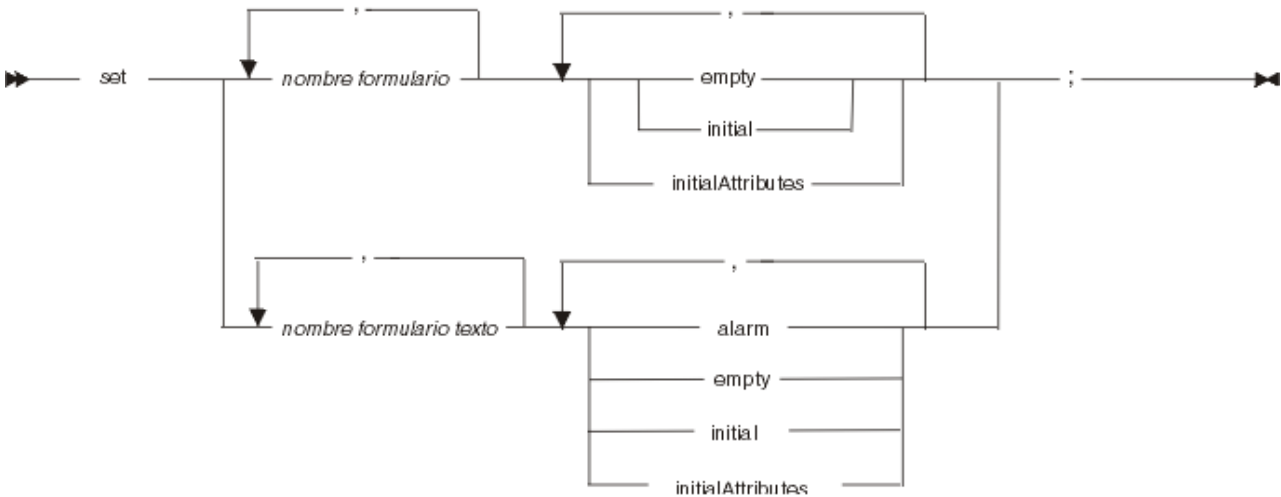 , ,
set nombre formulario empty ;
initial
initialAttributes
, ,
nombre formulario texto alarm
empty
initial
initialAttributes